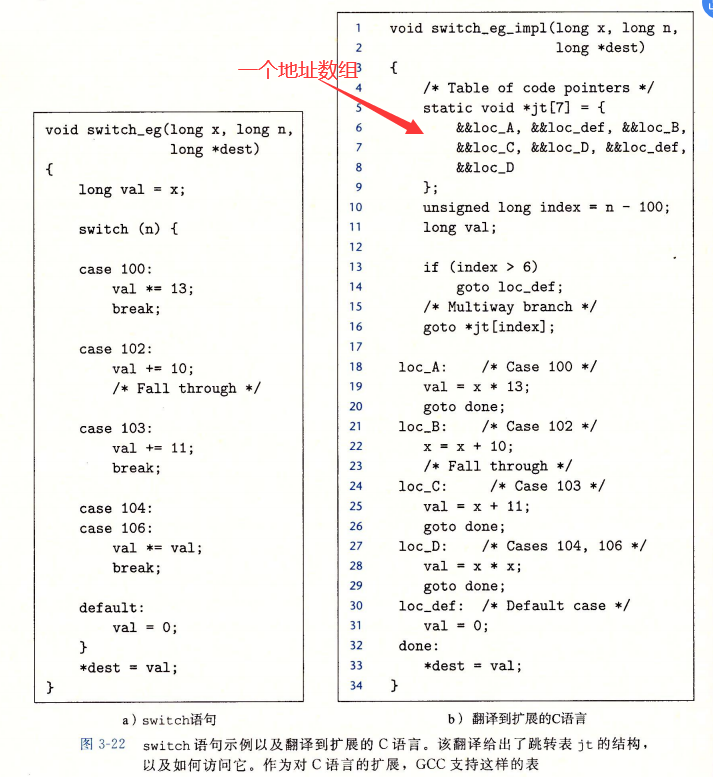 一个地址数组
void switch_eg(long x, long n,
               long *dest)
{
    long val = x;
    switch (n) {
    case 100:
        val *= 13;
        break;
    case 102:
        val += 10;
        /* Fall through */
    case 103:
        val += 11;
        break;
    case 104:
    case 106:
        val *= val;
        break;
    default:
        val = 0;
    }
    *dest = val;
}
a）switch语句
1 void switch_eg_impl(long x, long n,
2                     long *dest)
3 {
4     /* Table of code pointers */
5     static void *jt[7] = {
6         &&loc_A, &&loc_def, &&loc_B,
7         &&loc_C, &&loc_D, &&loc_def,
8         &&loc_D
9     };
10     unsigned long index = n - 100;
11     long val;
12
13     if (index > 6)
14         goto loc_def;
15     /* Multiway branch */
16     goto *jt[index];
17
18 loc_A:    /* Case 100 */
19     val = x * 13;
20     goto done;
21 loc_B:    /* Case 102 */
22     x = x + 10;
23     /* Fall through */
24 loc_C:     /* Case 103 */
25     val = x + 11;
26     goto done;
27 loc_D:    /* Cases 104, 106 */
28     val = x * x;
29     goto done;
30 loc_def:  /* Default case */
31     val = 0;
32 done:
33     *dest = val;
34 }
b）翻译到扩展的C语言
图 3-22 switch 语句示例以及翻译到扩展的 C 语言。该翻译给出了跳转表 jt 的结构，
以及如何访问它。作为对 C 语言的扩展，GCC 支持这样的表